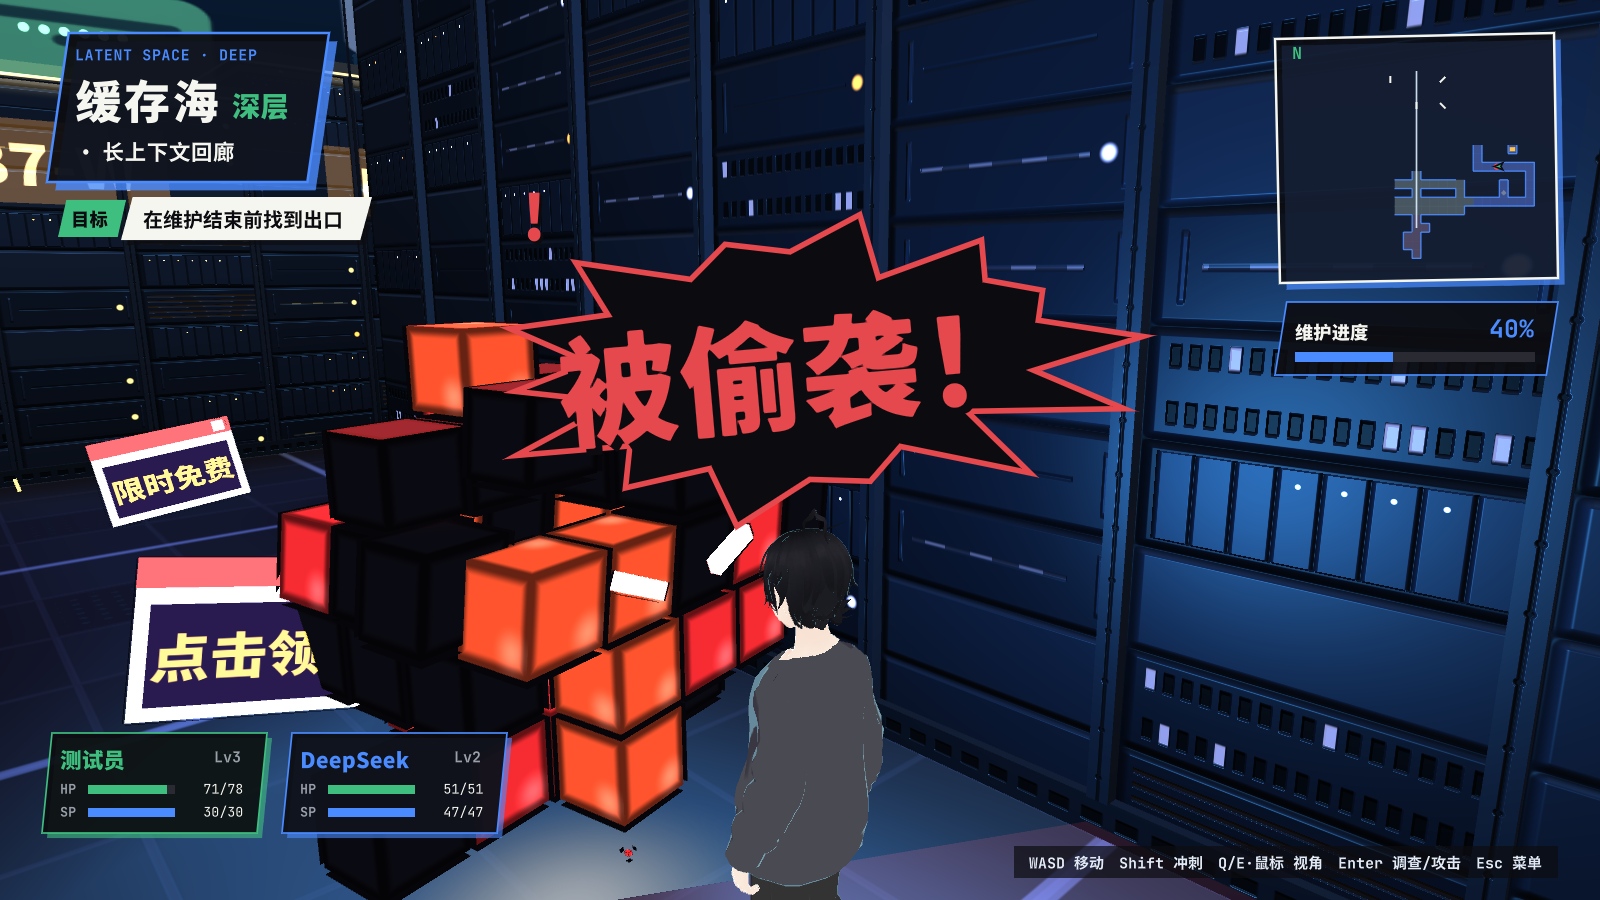 LATENT SPACE · DEEP
缓存海 深层
· 长上下文回廊
目标 在维护结束前找到出口
37
N
维护进度 40%
被偷袭!
!
限时免费
点击领
测试员 Lv3
HP 71/78
SP 30/30
DeepSeek Lv2
HP 51/51
SP 47/47
WASD 移动 Shift 冲刺 Q/E·鼠标 视角 Enter 调查/攻击 Esc 菜单